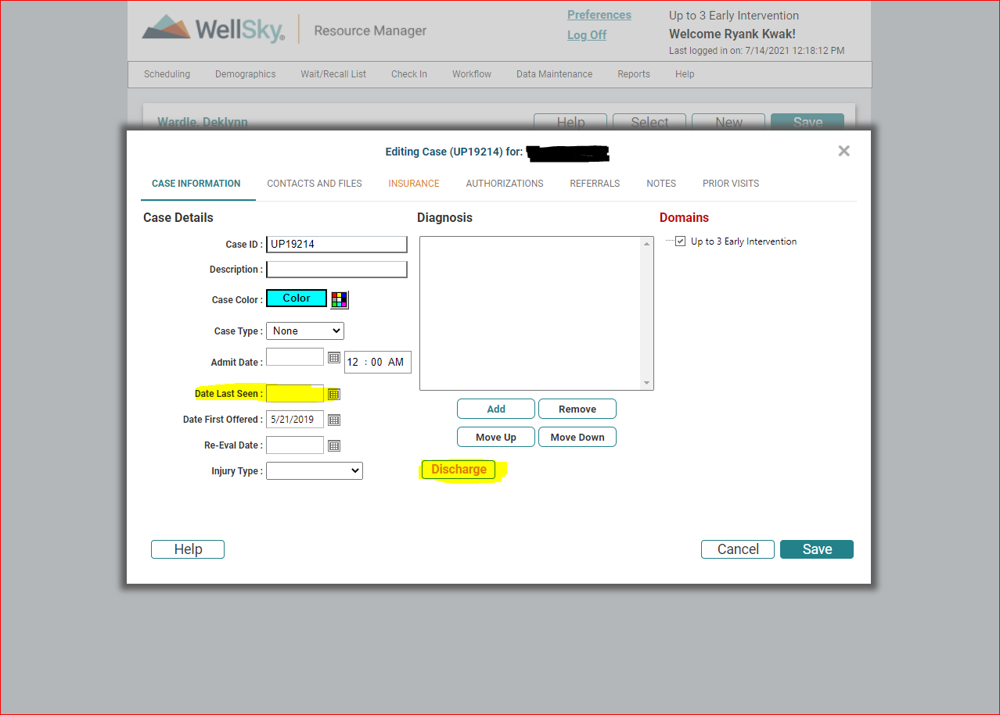 WellSky® Resource Manager
Preferences
Log Off
Up to 3 Early Intervention
Welcome Ryank Kwak!
Last logged in on: 7/14/2021 12:18:12 PM
Scheduling Demographics Wait/Recall List Check In Workflow Data Maintenance Reports Help
Wardle, Deklynn Help Select New Save
Editing Case (UP19214) for:
CASE INFORMATION CONTACTS AND FILES INSURANCE AUTHORIZATIONS REFERRALS NOTES PRIOR VISITS
Case Details
Case ID : UP19214
Description :
Case Color : Color
Case Type : None
Admit Date : 12 : 00 AM
Date Last Seen :
Date First Offered : 5/21/2019
Re-Eval Date :
Injury Type :
Diagnosis
Add Remove
Move Up Move Down
Discharge
Domains
Up to 3 Early Intervention
Help Cancel Save